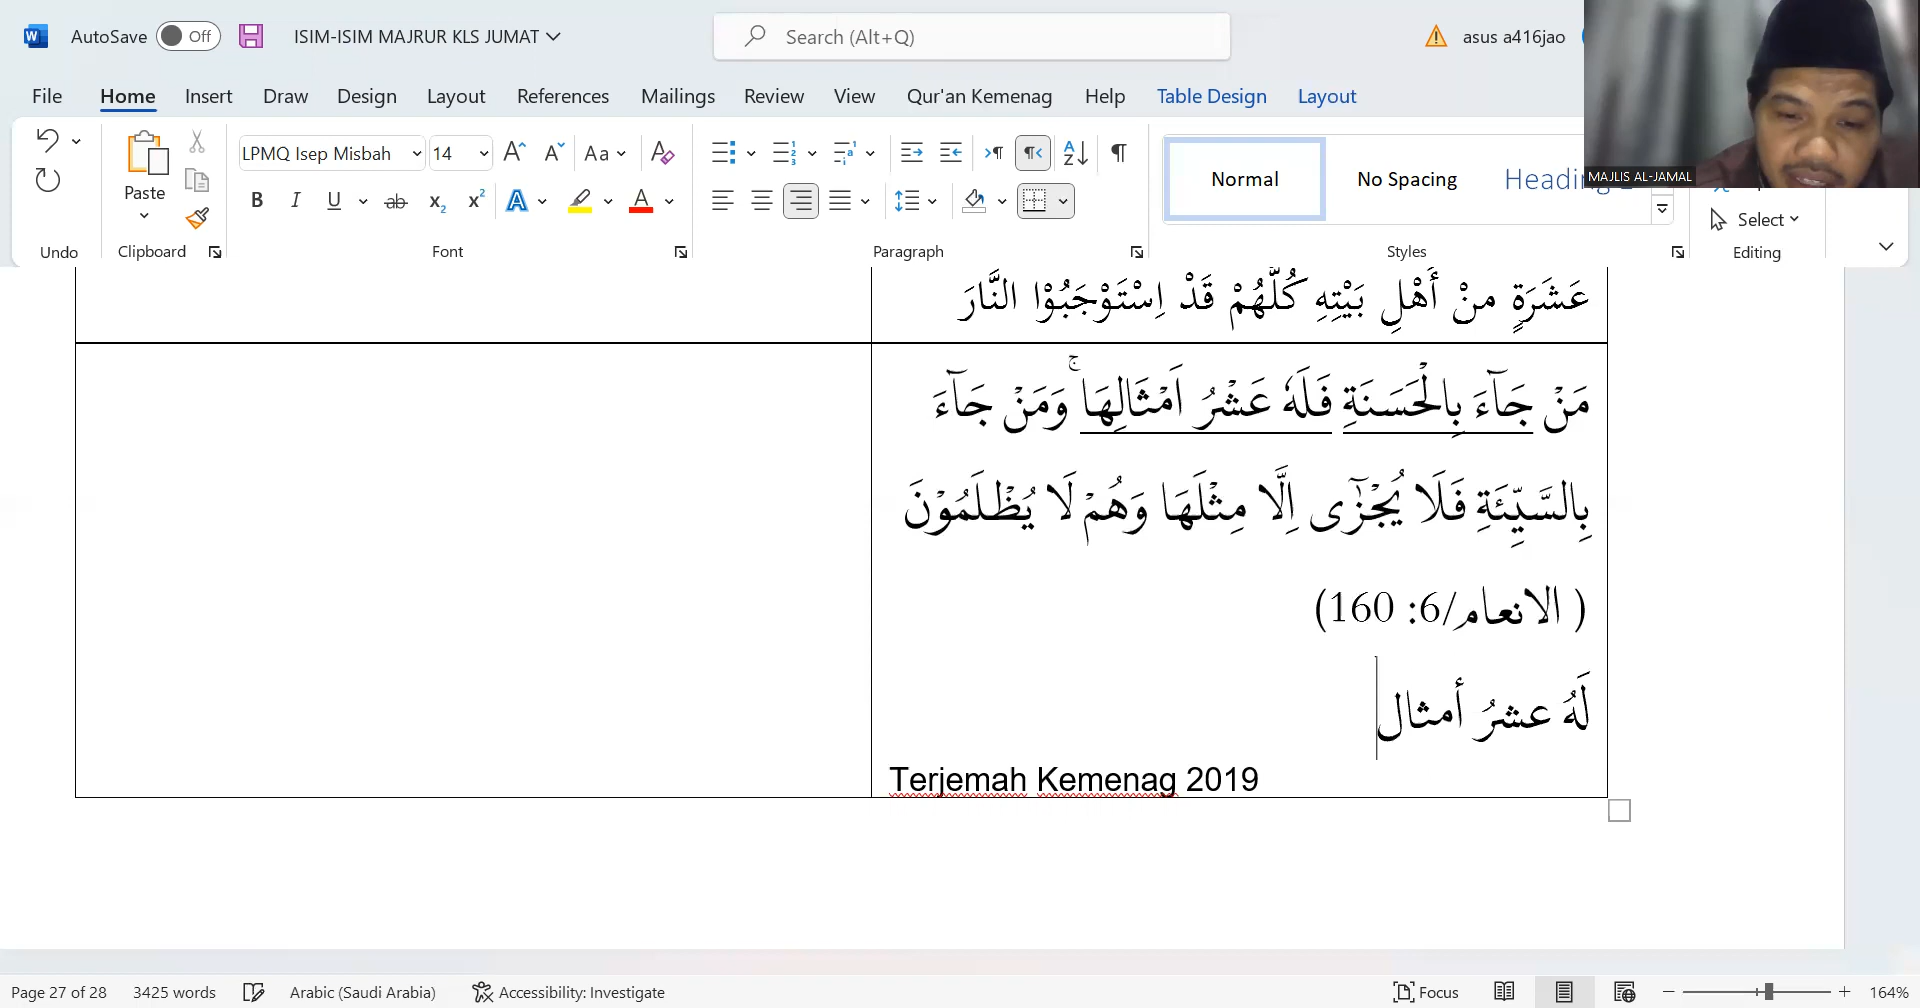 AutoSave Off ISIM-ISIM MAJRUR KLS JUMAT Search (Alt+Q) asus a416jao
File Home Insert Draw Design Layout References Mailings Review View Qur'an Kemenag Help Table Design Layout
MAJLIS AL-JAMAL
LPMQ Isep Misbah 14
Paste
Normal No Spacing Heading
Select
Undo Clipboard Font Paragraph Styles Editing
عَشَرَةٍ منْ أَهْلِ بَيْتِهِ كُلُّهُمْ قَدْ اِسْتَوْجَبُوْا النَّارَ
مَنْ جَاۤءَ بِالْحَسَنَةِ فَلَهٗ عَشْرُ اَمْثَالِهَاۚ وَمَنْ جَاۤءَ
بِالسَّيِّئَةِ فَلَا يُجْزٰٓى اِلَّا مِثْلَهَا وَهُمْ لَا يُظْلَمُوْنَ
( الانعام/6: 160)
لَهُ عشرُ أمثال
Terjemah Kemenag 2019
Page 27 of 28 3425 words Arabic (Saudi Arabia) Accessibility: Investigate Focus 164%